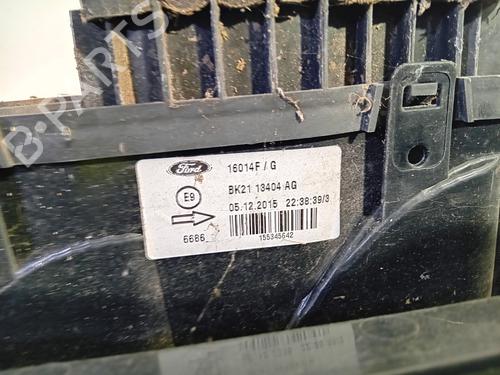 B-PARTS
Ford 16014F / G
E9 BK21 13404 AG
05.12.2015 22:38:39/3
6686 155345642